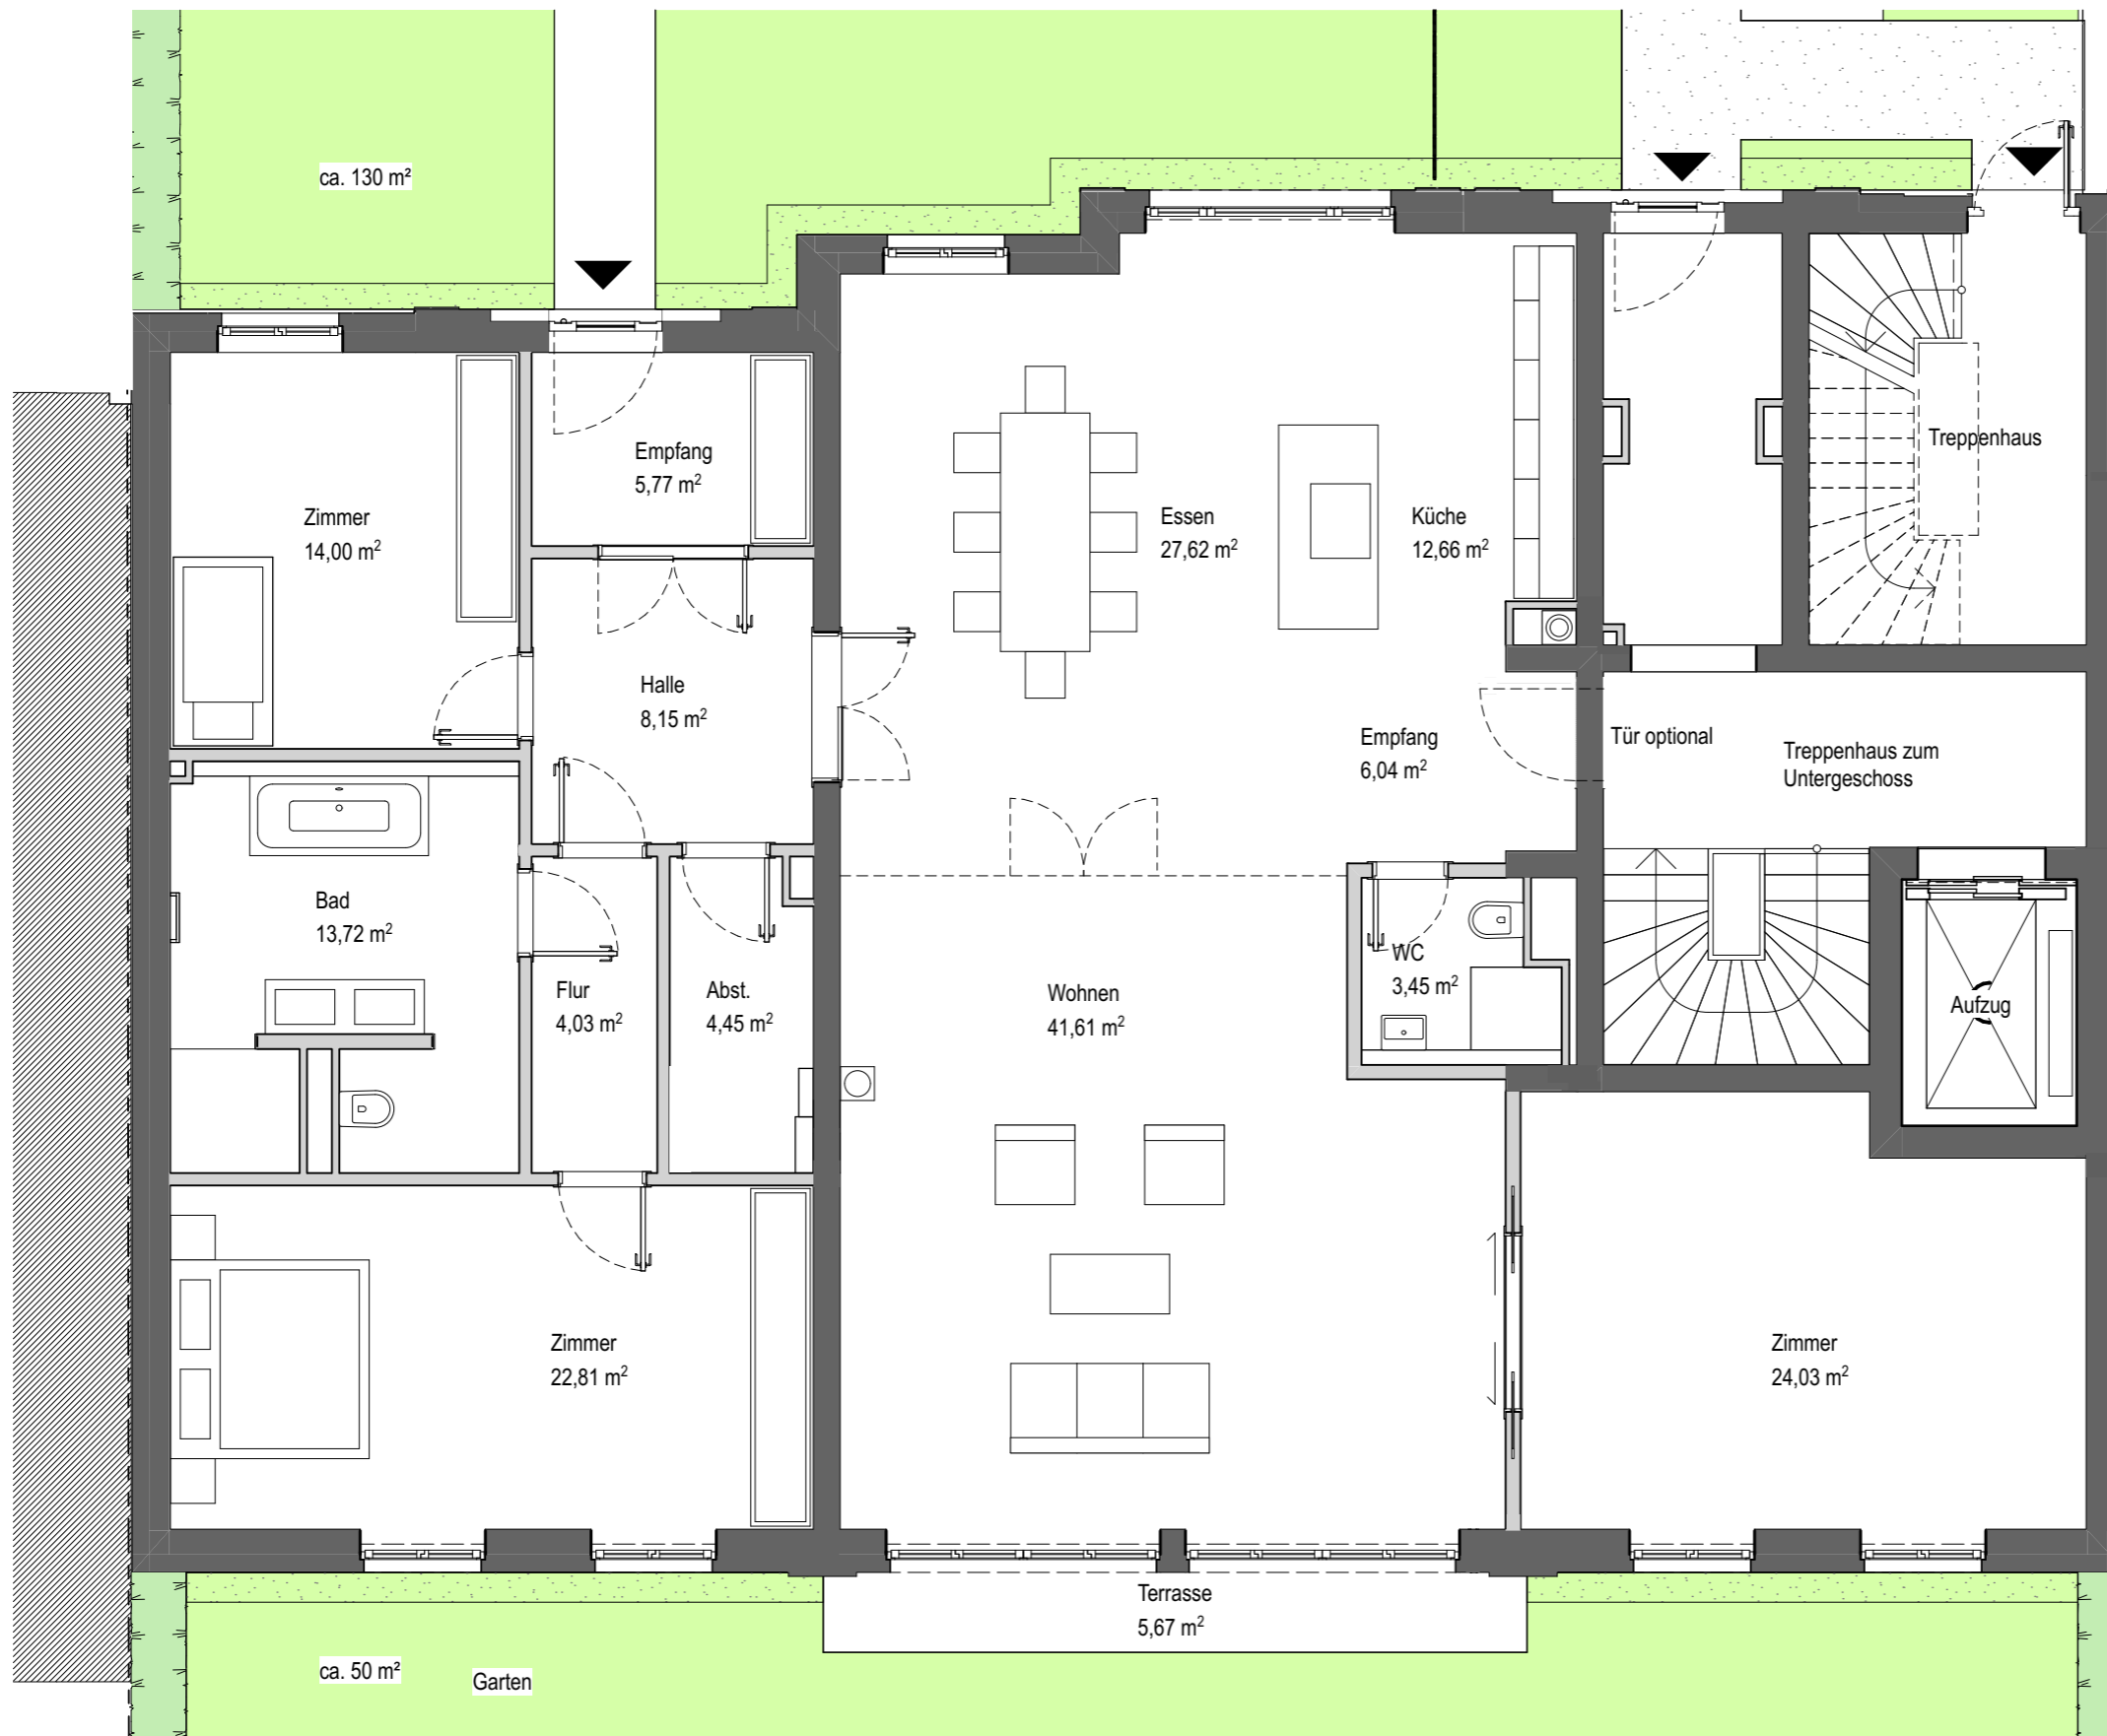 ca. 130 m²
Empfang
5,77 m²
Treppenhaus
Zimmer
14,00 m²
Essen
27,62 m²
Küche
12,66 m²
Halle
8,15 m²
Empfang
6,04 m²
Tür optional
Treppenhaus zum
Untergeschoss
Bad
13,72 m²
Flur
4,03 m²
Abst.
4,45 m²
Wohnen
41,61 m²
WC
3,45 m²
Aufzug
Zimmer
22,81 m²
Zimmer
24,03 m²
Terrasse
5,67 m²
ca. 50 m²
Garten